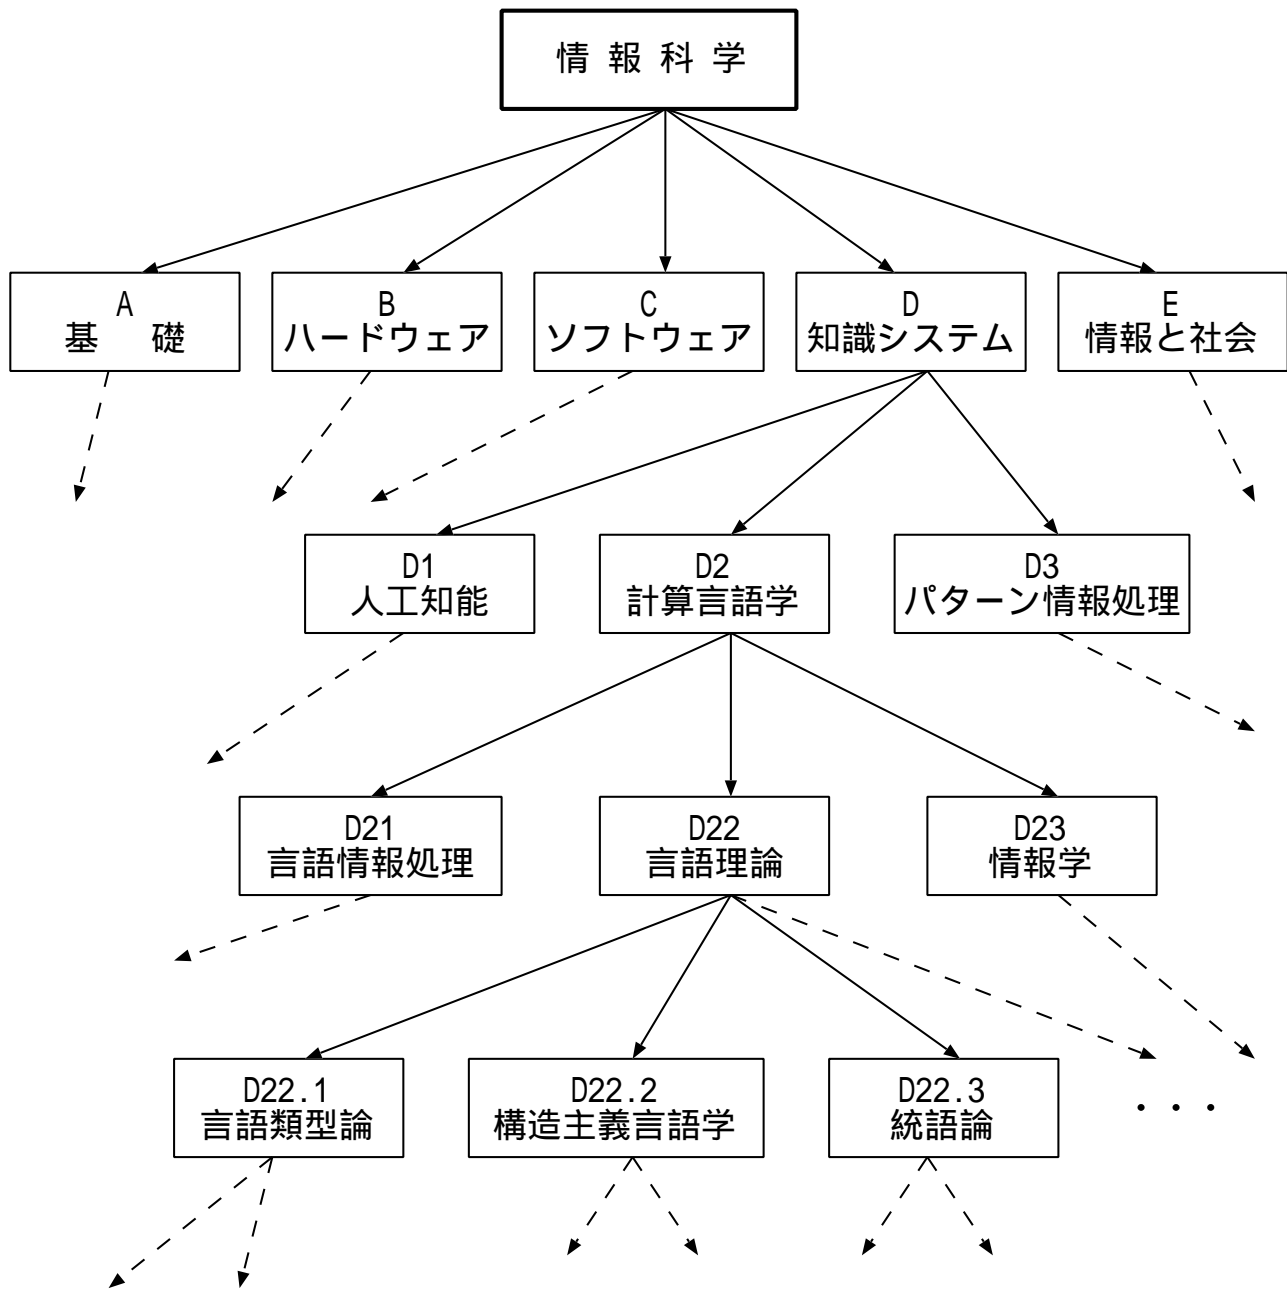 情報科学
A
基礎
B
ハードウェア
C
ソフトウェア
D
知識システム
E
情報と社会
D1
人工知能
D2
計算言語学
D3
パターン情報処理
D21
言語情報処理
D22
言語理論
D23
情報学
D22.1
言語類型論
D22.2
構造主義言語学
D22.3
統語論
・・・